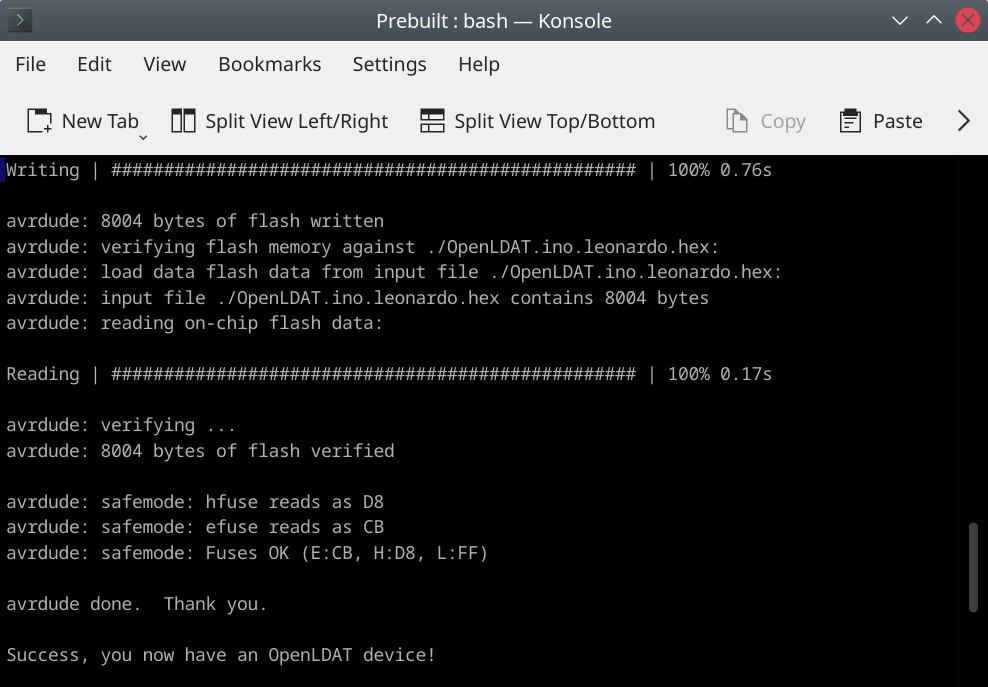 Prebuilt : bash — Konsole
File Edit View Bookmarks Settings Help
New Tab Split View Left/Right Split View Top/Bottom Copy Paste
Writing | ################################################## | 100% 0.76s
avrdude: 8004 bytes of flash written
avrdude: verifying flash memory against ./OpenLDAT.ino.leonardo.hex:
avrdude: load data flash data from input file ./OpenLDAT.ino.leonardo.hex:
avrdude: input file ./OpenLDAT.ino.leonardo.hex contains 8004 bytes
avrdude: reading on-chip flash data:
Reading | ################################################## | 100% 0.17s
avrdude: verifying ...
avrdude: 8004 bytes of flash verified
avrdude: safemode: hfuse reads as D8
avrdude: safemode: efuse reads as CB
avrdude: safemode: Fuses OK (E:CB, H:D8, L:FF)
avrdude done.  Thank you.
Success, you now have an OpenLDAT device!